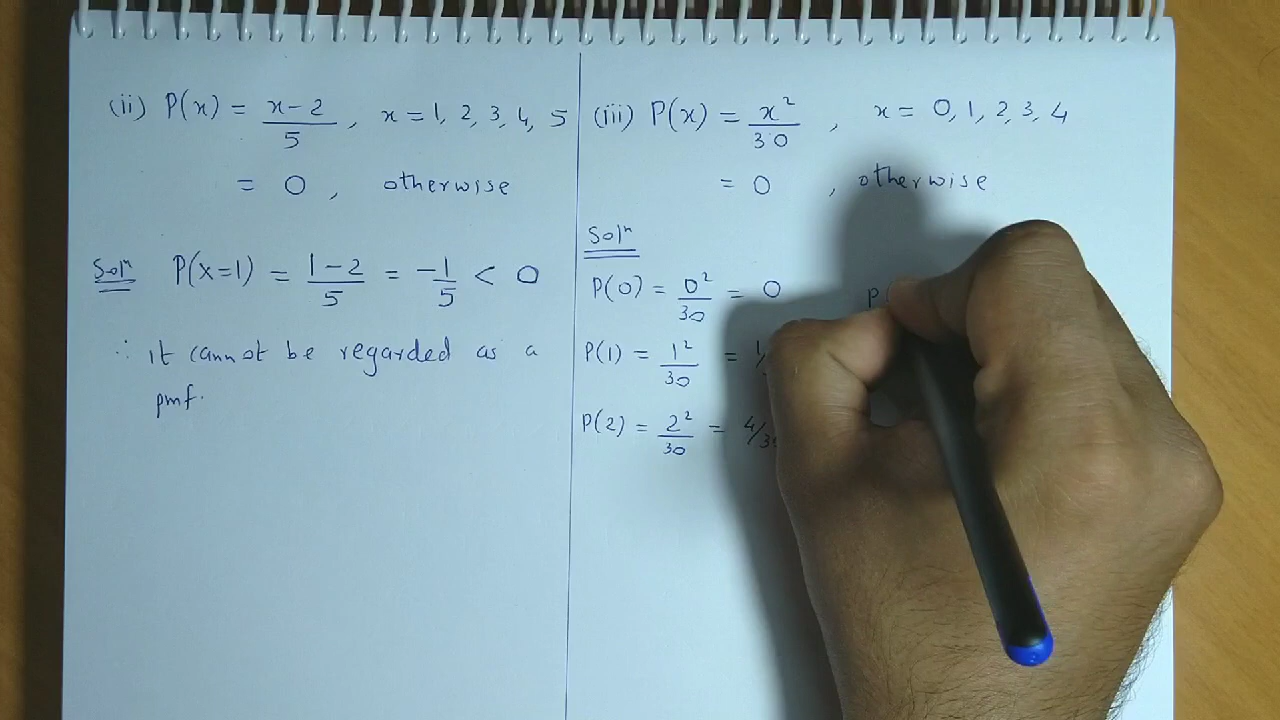 (ii) P(x) = x-2/5, x = 1, 2, 3, 4, 5
= 0, otherwise
Solⁿ P(x=1) = 1-2/5 = -1/5 < 0
∴ it cannot be regarded as a
pmf.
(iii) P(x) = x²/30, x = 0, 1, 2, 3, 4
= 0, otherwise
Solⁿ
P(0) = 0²/30 = 0
P(1) = 1²/30 = 1/
P(2) = 2²/30 = 4/30
P